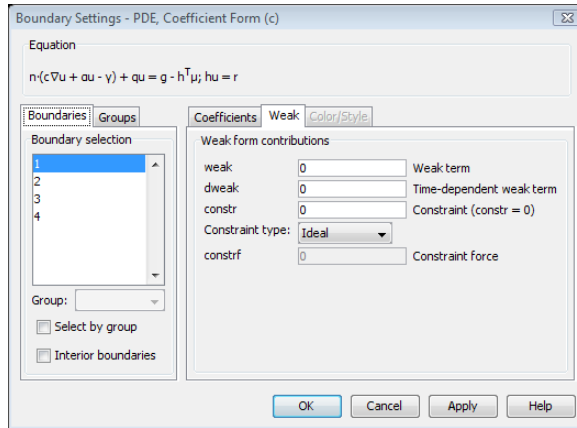 Boundary Settings - PDE, Coefficient Form (c)
Equation
n·(c∇u + αu - γ) + qu = g - hᵀμ; hu = r
Boundaries Groups
Boundary selection
1
2
3
4
Group:
Select by group
Interior boundaries
Coefficients Weak Color/Style
Weak form contributions
weak 0 Weak term
dweak 0 Time-dependent weak term
constr 0 Constraint (constr = 0)
Constraint type: Ideal
constrf 0 Constraint force
OK Cancel Apply Help